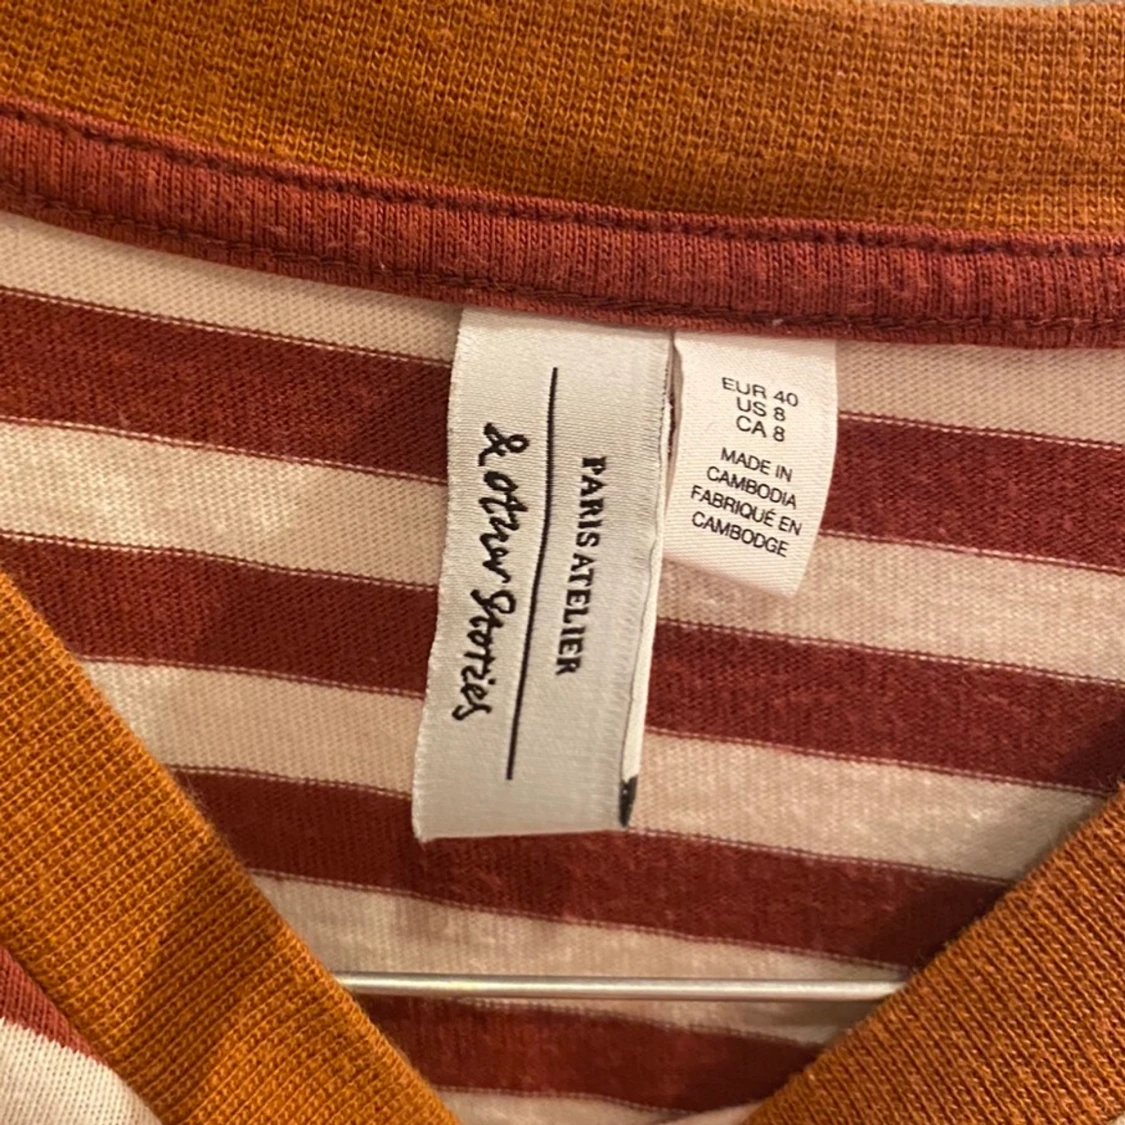 PARIS ATELIER
& other Stories
EUR 40
US 8
CA 8
MADE IN
CAMBODIA
FABRIQUÉ EN
CAMBODGE